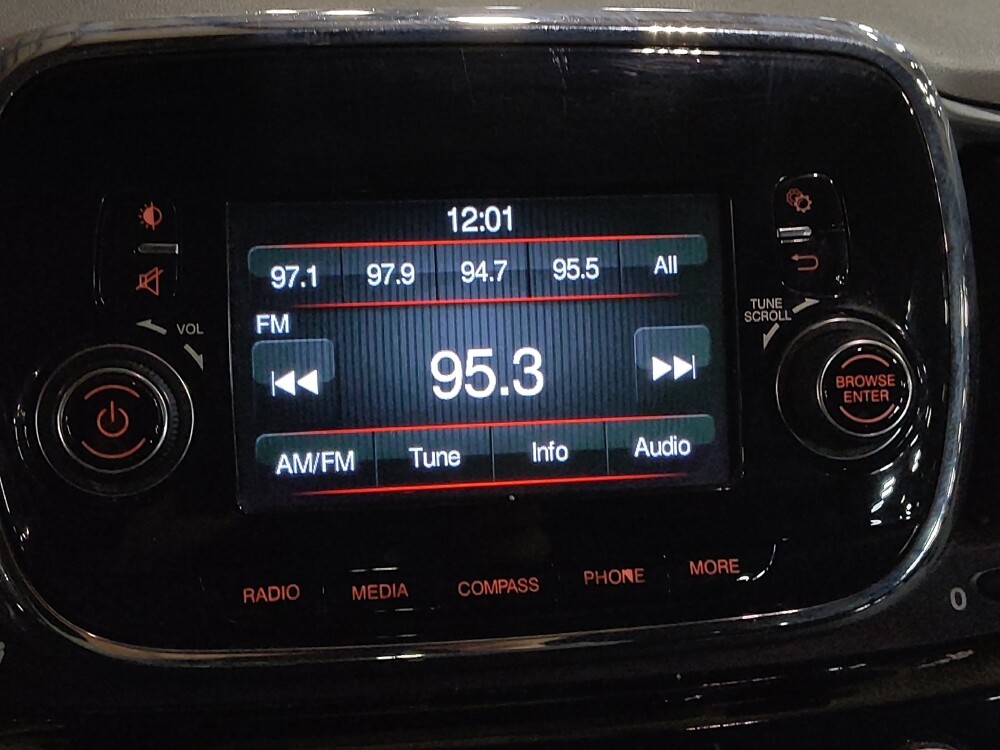 12:01
97.1 97.9 94.7 95.5 All
FM
95.3
AM/FM Tune Info Audio
VOL
TUNE
SCROLL
BROWSE
ENTER
RADIO MEDIA COMPASS PHONE MORE
0